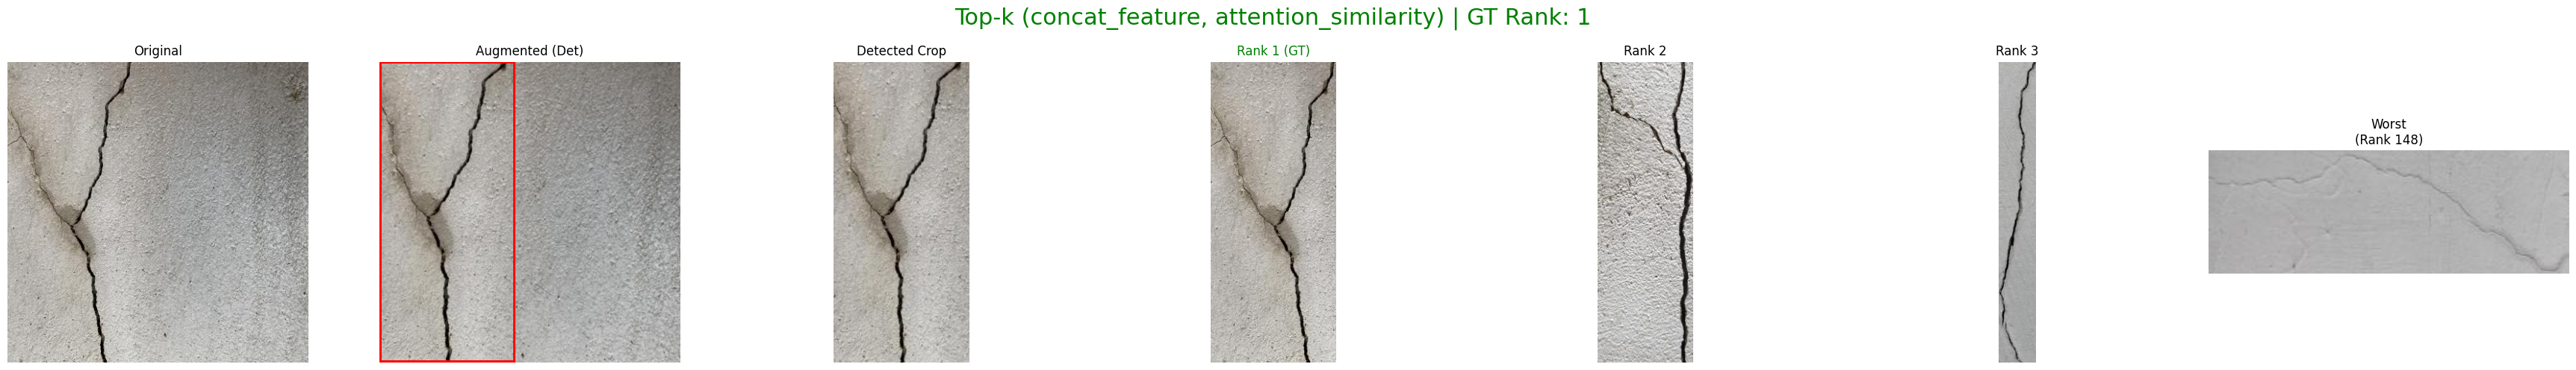 Top-k (concat_feature, attention_similarity) | GT Rank: 1
Original
Augmented (Det)
Detected Crop
Rank 1 (GT)
Rank 2
Rank 3
Worst
(Rank 148)